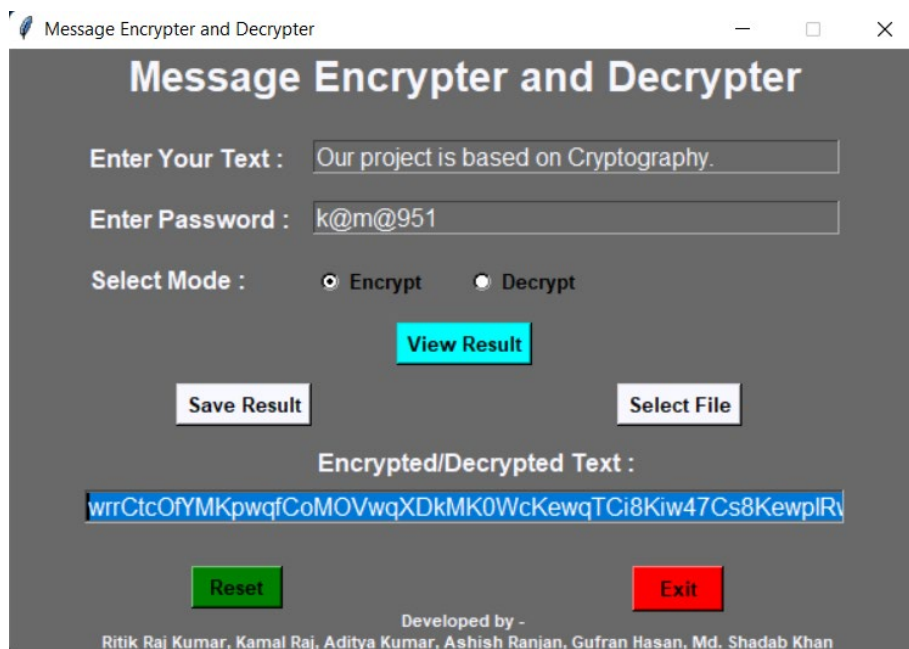 Message Encrypter and Decrypter
Message Encrypter and Decrypter
Enter Your Text : Our project is based on Cryptography.
Enter Password : k@m@951
Select Mode : Encrypt Decrypt
View Result
Save Result Select File
Encrypted/Decrypted Text :
wrrCtcOfYMKpwqfCoMOVwqXDkMK0WcKewqTCi8Kiw47Cs8KewplRv
Reset Exit
Developed by -
Ritik Raj Kumar, Kamal Raj, Aditya Kumar, Ashish Ranjan, Gufran Hasan, Md. Shadab Khan